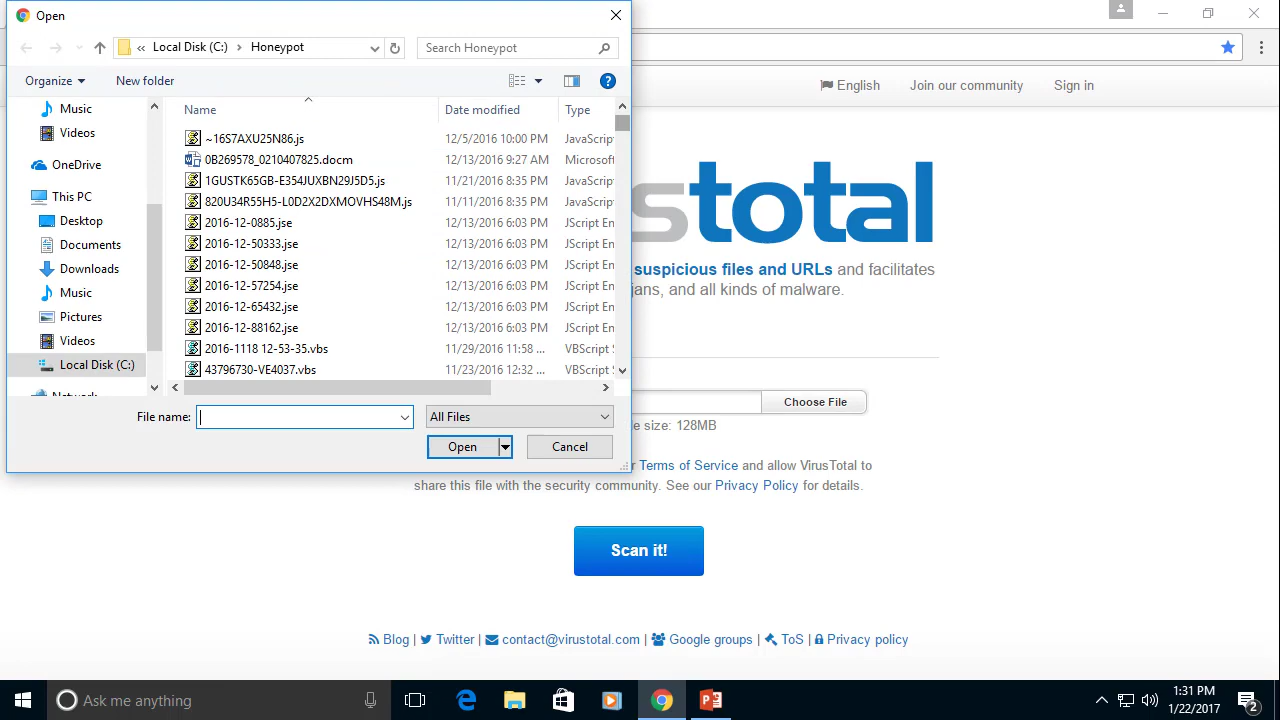 Open
« Local Disk (C:) › Honeypot
Search Honeypot
Organize
New folder
English
Join our community
Sign in
Music
Videos
OneDrive
This PC
Desktop
Documents
Downloads
Music
Pictures
Videos
Local Disk (C:)
Network
Name Date modified Type
~16S7AXU25N86.js 12/5/2016 10:00 PM JavaScrip
0B269578_0210407825.docm 12/13/2016 9:27 AM Microsoft
1GUSTK65GB-E354JUXBN29J5D5.js 11/21/2016 8:35 PM JavaScrip
820U34R55H5-L0D2X2DXMOVHS48M.js 11/11/2016 8:35 PM JavaScrip
2016-12-0885.jse 12/13/2016 6:03 PM JScript En
2016-12-50333.jse 12/13/2016 6:03 PM JScript En
2016-12-50848.jse 12/13/2016 6:03 PM JScript En
2016-12-57254.jse 12/13/2016 6:03 PM JScript En
2016-12-65432.jse 12/13/2016 6:03 PM JScript En
2016-12-88162.jse 12/13/2016 6:03 PM JScript En
2016-1118 12-53-35.vbs 11/29/2016 11:58 ... VBScript S
43796730-VE4037.vbs 11/23/2016 12:32 ... VBScript S
File name:
All Files
Open
Cancel
stotal
suspicious files and URLs and facilitates
jans, and all kinds of malware.
Choose File
e size: 128MB
r Terms of Service and allow VirusTotal to
share this file with the security community. See our Privacy Policy for details.
Scan it!
Blog | Twitter | contact@virustotal.com | Google groups | ToS | Privacy policy
Ask me anything
1:31 PM
1/22/2017
2